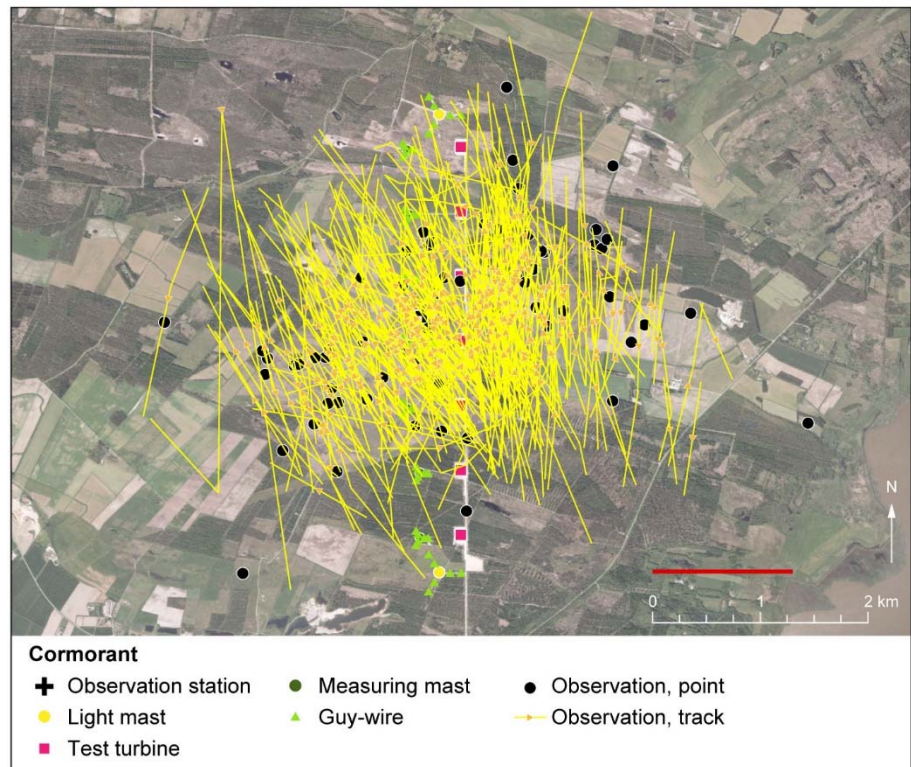 N
0 1 2 km
Cormorant
Observation station Measuring mast Observation, point
Light mast Guy-wire Observation, track
Test turbine